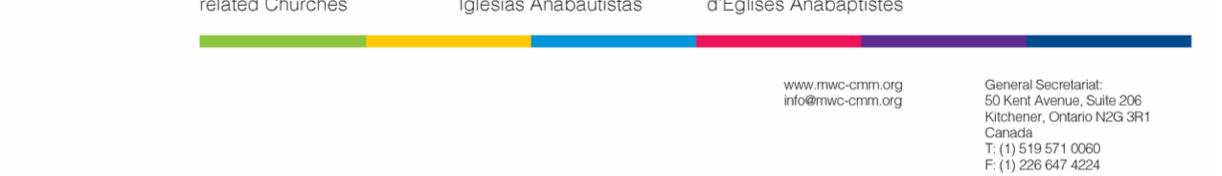 related Churches Iglesias Anabautistas d'Églises Anabaptistes
www.mwc-cmm.org
info@mwc-cmm.org
General Secretariat:
50 Kent Avenue, Suite 206
Kitchener, Ontario N2G 3R1
Canada
T: (1) 519 571 0060
F: (1) 226 647 4224